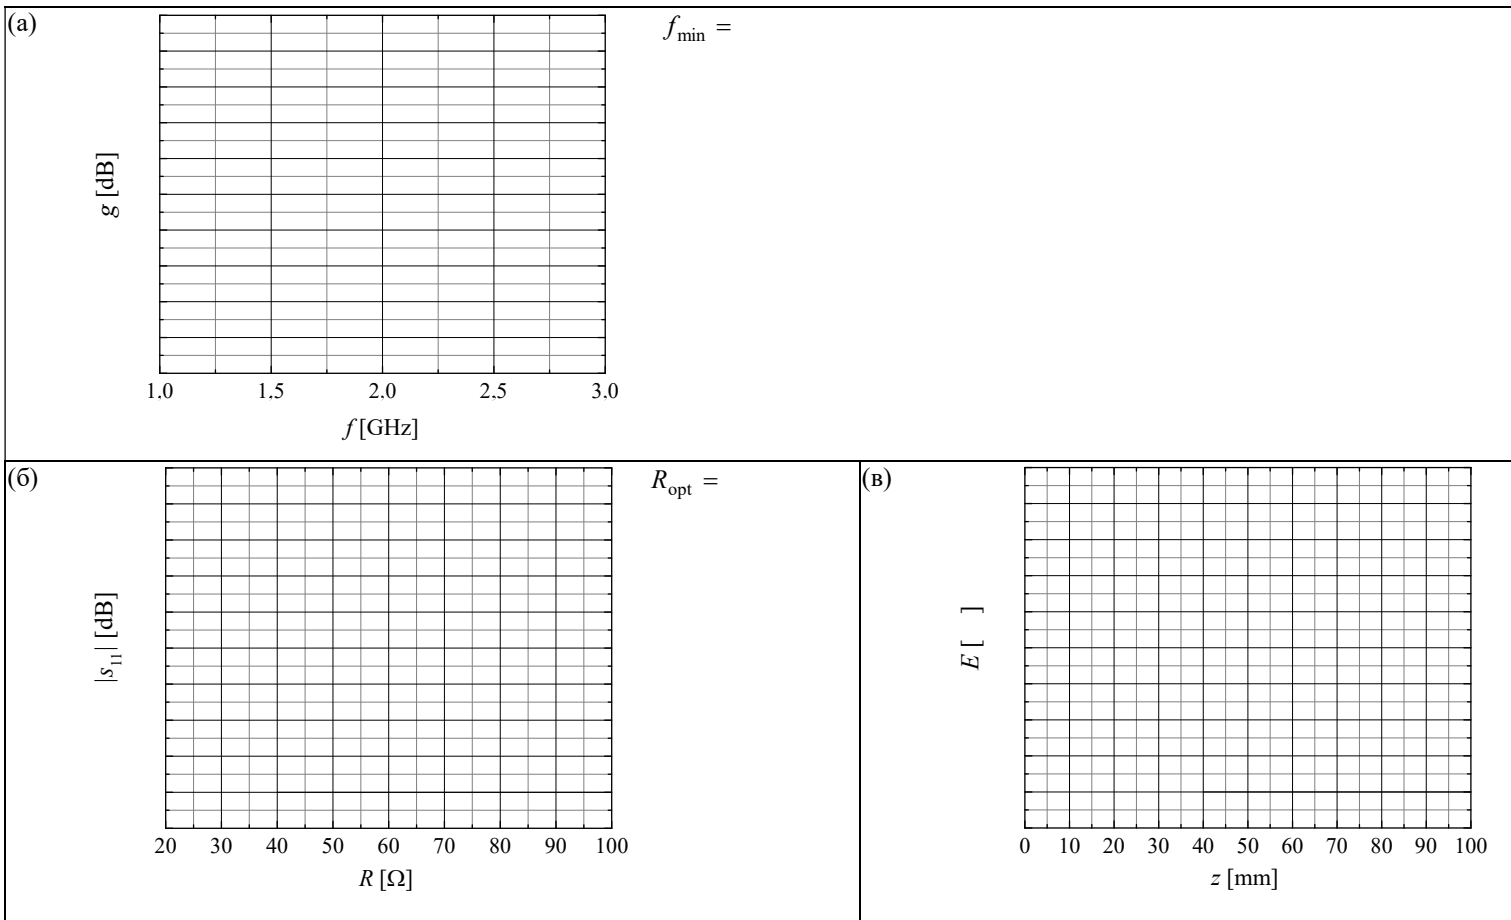 (а)
f_min =
g [dB]
1.0 1.5 2.0 2.5 3.0
f [GHz]
(б)
R_opt =
|s_11| [dB]
20 30 40 50 60 70 80 90 100
R [Ω]
(в)
E [ ]
0 10 20 30 40 50 60 70 80 90 100
z [mm]